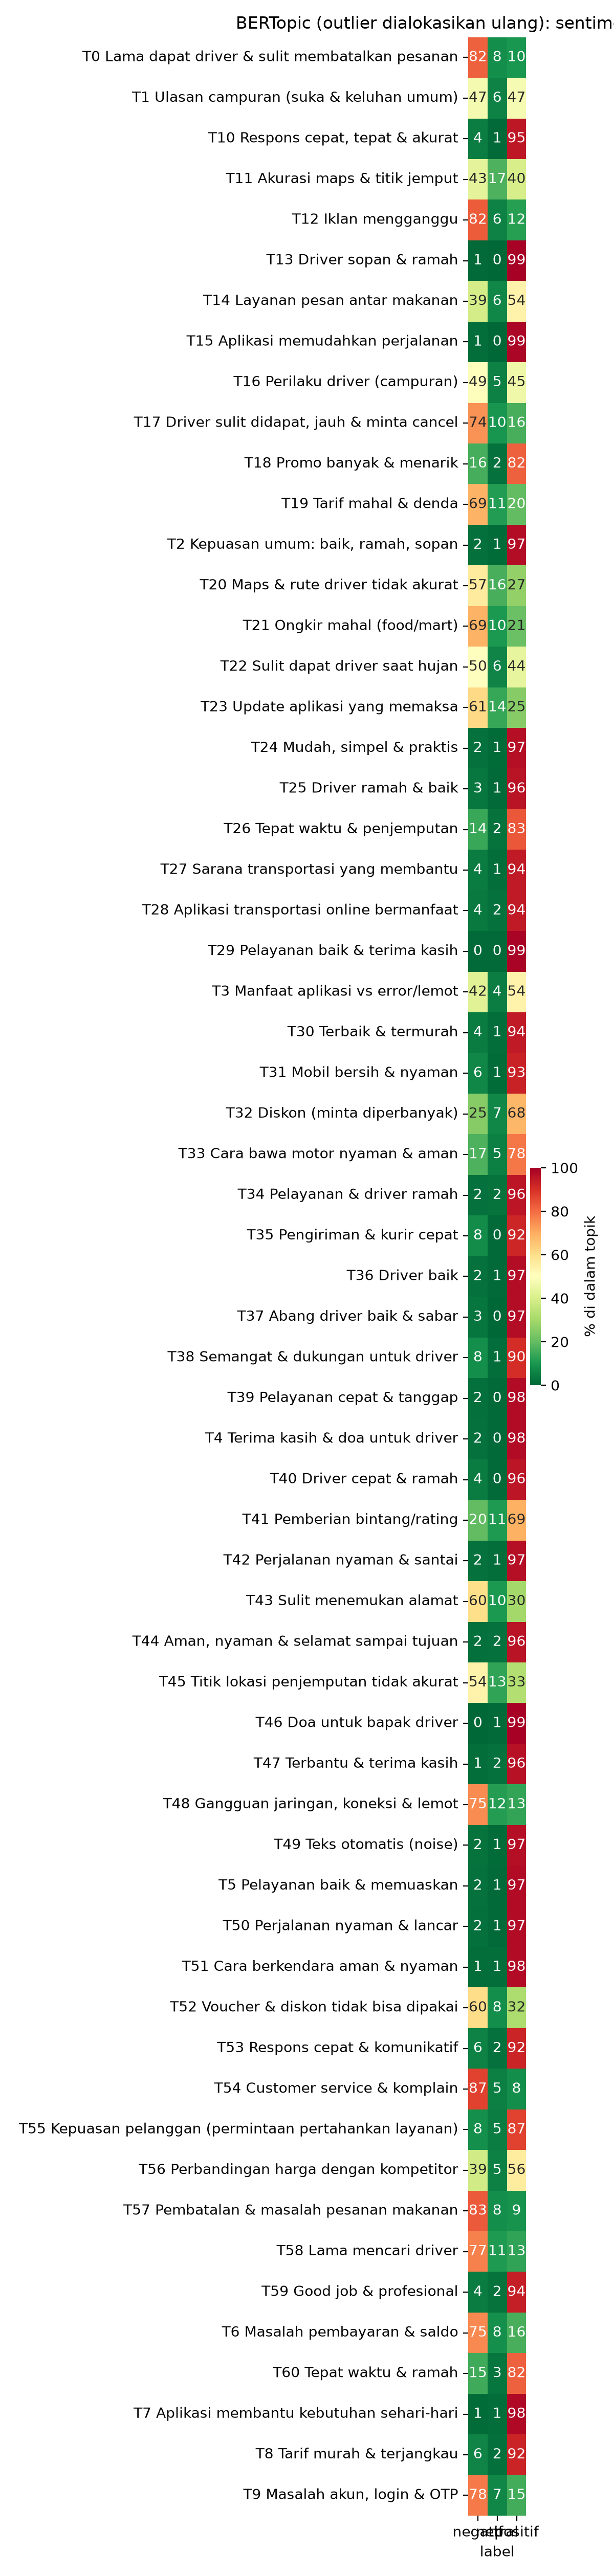 BERTopic (outlier dialokasikan ulang): sentim
T0 Lama dapat driver & sulit membatalkan pesanan 82 8 10
T1 Ulasan campuran (suka & keluhan umum) 47 6 47
T10 Respons cepat, tepat & akurat 4 1 95
T11 Akurasi maps & titik jemput 43 17 40
T12 Iklan mengganggu 82 6 12
T13 Driver sopan & ramah 1 0 99
T14 Layanan pesan antar makanan 39 6 54
T15 Aplikasi memudahkan perjalanan 1 0 99
T16 Perilaku driver (campuran) 49 5 45
T17 Driver sulit didapat, jauh & minta cancel 74 10 16
T18 Promo banyak & menarik 16 2 82
T19 Tarif mahal & denda 69 11 20
T2 Kepuasan umum: baik, ramah, sopan 2 1 97
T20 Maps & rute driver tidak akurat 57 16 27
T21 Ongkir mahal (food/mart) 69 10 21
T22 Sulit dapat driver saat hujan 50 6 44
T23 Update aplikasi yang memaksa 61 14 25
T24 Mudah, simpel & praktis 2 1 97
T25 Driver ramah & baik 3 1 96
T26 Tepat waktu & penjemputan 14 2 83
T27 Sarana transportasi yang membantu 4 1 94
T28 Aplikasi transportasi online bermanfaat 4 2 94
T29 Pelayanan baik & terima kasih 0 0 99
T3 Manfaat aplikasi vs error/lemot 42 4 54
T30 Terbaik & termurah 4 1 94
T31 Mobil bersih & nyaman 6 1 93
T32 Diskon (minta diperbanyak) 25 7 68
T33 Cara bawa motor nyaman & aman 17 5 78
T34 Pelayanan & driver ramah 2 2 96
T35 Pengiriman & kurir cepat 8 0 92
T36 Driver baik 2 1 97
T37 Abang driver baik & sabar 3 0 97
T38 Semangat & dukungan untuk driver 8 1 90
T39 Pelayanan cepat & tanggap 2 0 98
T4 Terima kasih & doa untuk driver 2 0 98
T40 Driver cepat & ramah 4 0 96
T41 Pemberian bintang/rating 20 11 69
T42 Perjalanan nyaman & santai 2 1 97
T43 Sulit menemukan alamat 60 10 30
T44 Aman, nyaman & selamat sampai tujuan 2 2 96
T45 Titik lokasi penjemputan tidak akurat 54 13 33
T46 Doa untuk bapak driver 0 1 99
T47 Terbantu & terima kasih 1 2 96
T48 Gangguan jaringan, koneksi & lemot 75 12 13
T49 Teks otomatis (noise) 2 1 97
T5 Pelayanan baik & memuaskan 2 1 97
T50 Perjalanan nyaman & lancar 2 1 97
T51 Cara berkendara aman & nyaman 1 1 98
T52 Voucher & diskon tidak bisa dipakai 60 8 32
T53 Respons cepat & komunikatif 6 2 92
T54 Customer service & komplain 87 5 8
T55 Kepuasan pelanggan (permintaan pertahankan layanan) 8 5 87
T56 Perbandingan harga dengan kompetitor 39 5 56
T57 Pembatalan & masalah pesanan makanan 83 8 9
T58 Lama mencari driver 77 11 13
T59 Good job & profesional 4 2 94
T6 Masalah pembayaran & saldo 75 8 16
T60 Tepat waktu & ramah 15 3 82
T7 Aplikasi membantu kebutuhan sehari-hari 1 1 98
T8 Tarif murah & terjangkau 6 2 92
T9 Masalah akun, login & OTP 78 7 15
negatif netral positif
label
100
80
60
40
20
0
% di dalam topik